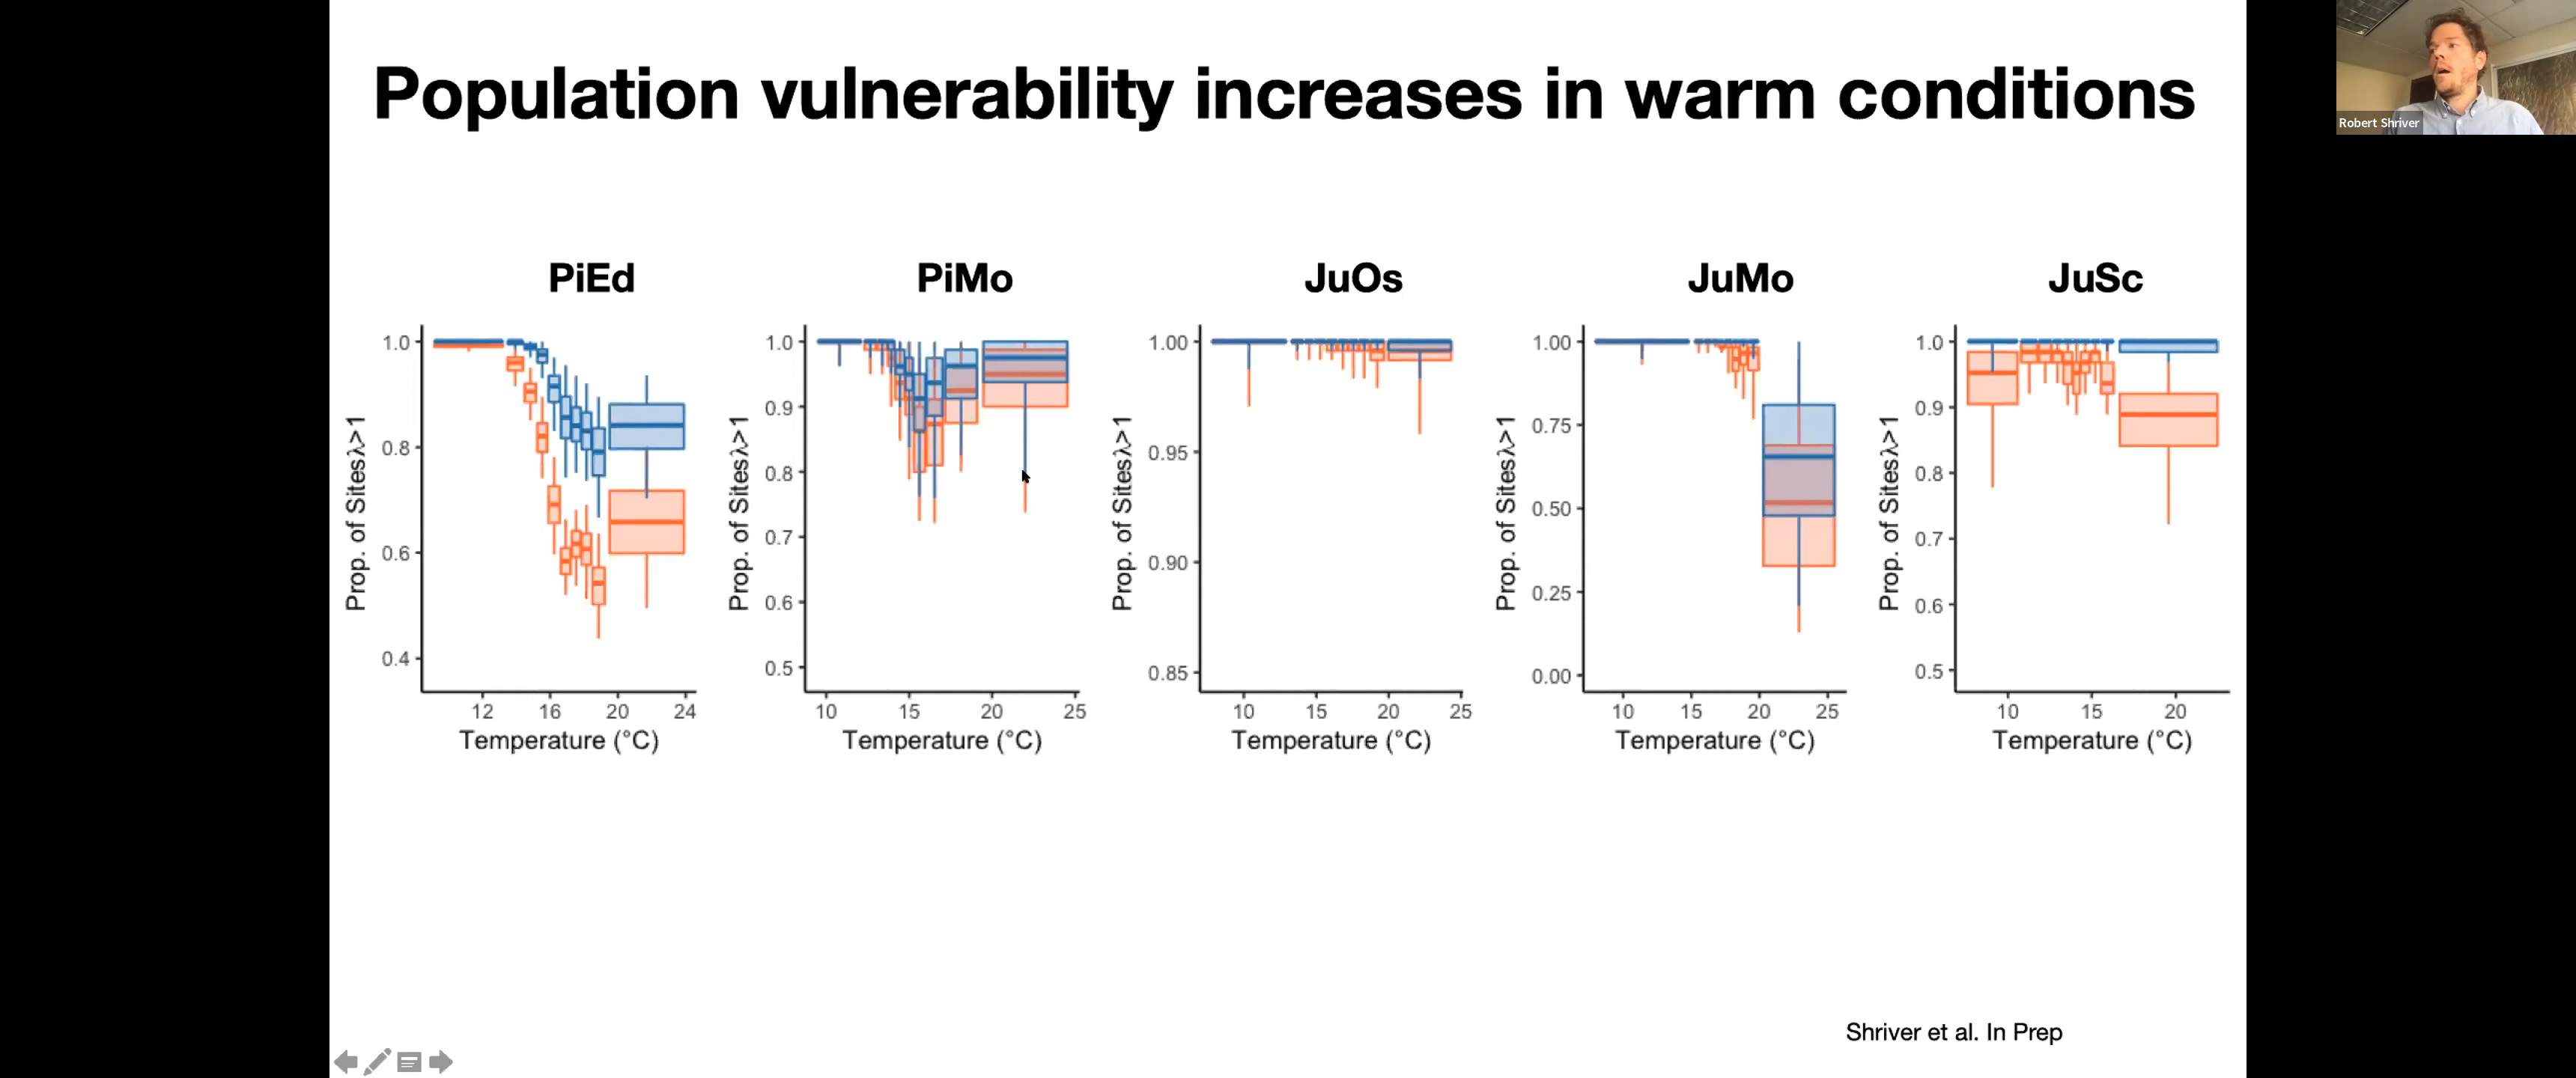 Population vulnerability increases in warm conditions
Robert Shriver
PiEd
PiMo
JuOs
JuMo
JuSc
Prop. of Sitesλ>1
1.0
0.8
0.6
0.4
12 16 20 24
Temperature (°C)
Prop. of Sitesλ>1
1.0
0.9
0.8
0.7
0.6
0.5
10 15 20 25
Temperature (°C)
Prop. of Sitesλ>1
1.00
0.95
0.90
0.85
10 15 20 25
Temperature (°C)
Prop. of Sitesλ>1
1.00
0.75
0.50
0.25
0.00
10 15 20 25
Temperature (°C)
Prop. of Sitesλ>1
1.0
0.9
0.8
0.7
0.6
0.5
10 15 20
Temperature (°C)
Shriver et al. In Prep